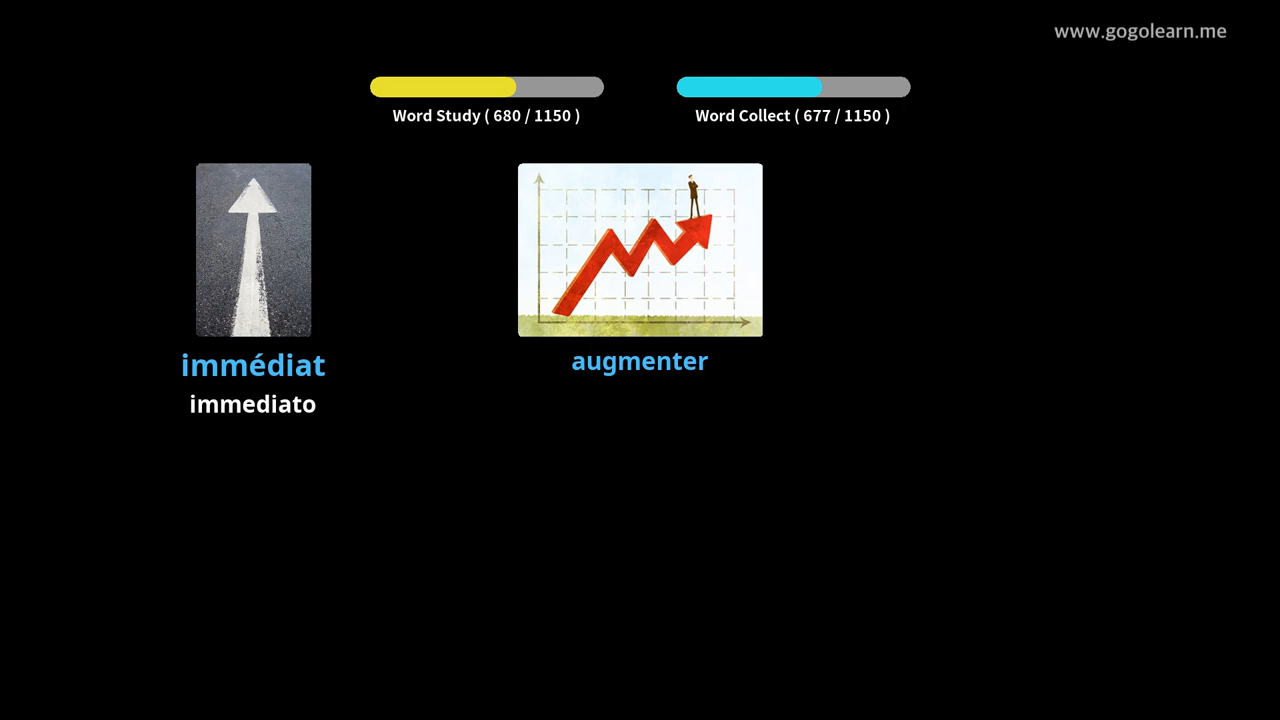 www.gogolearn.me
Word Study ( 680 / 1150 )
Word Collect ( 677 / 1150 )
immédiat
immediato
augmenter